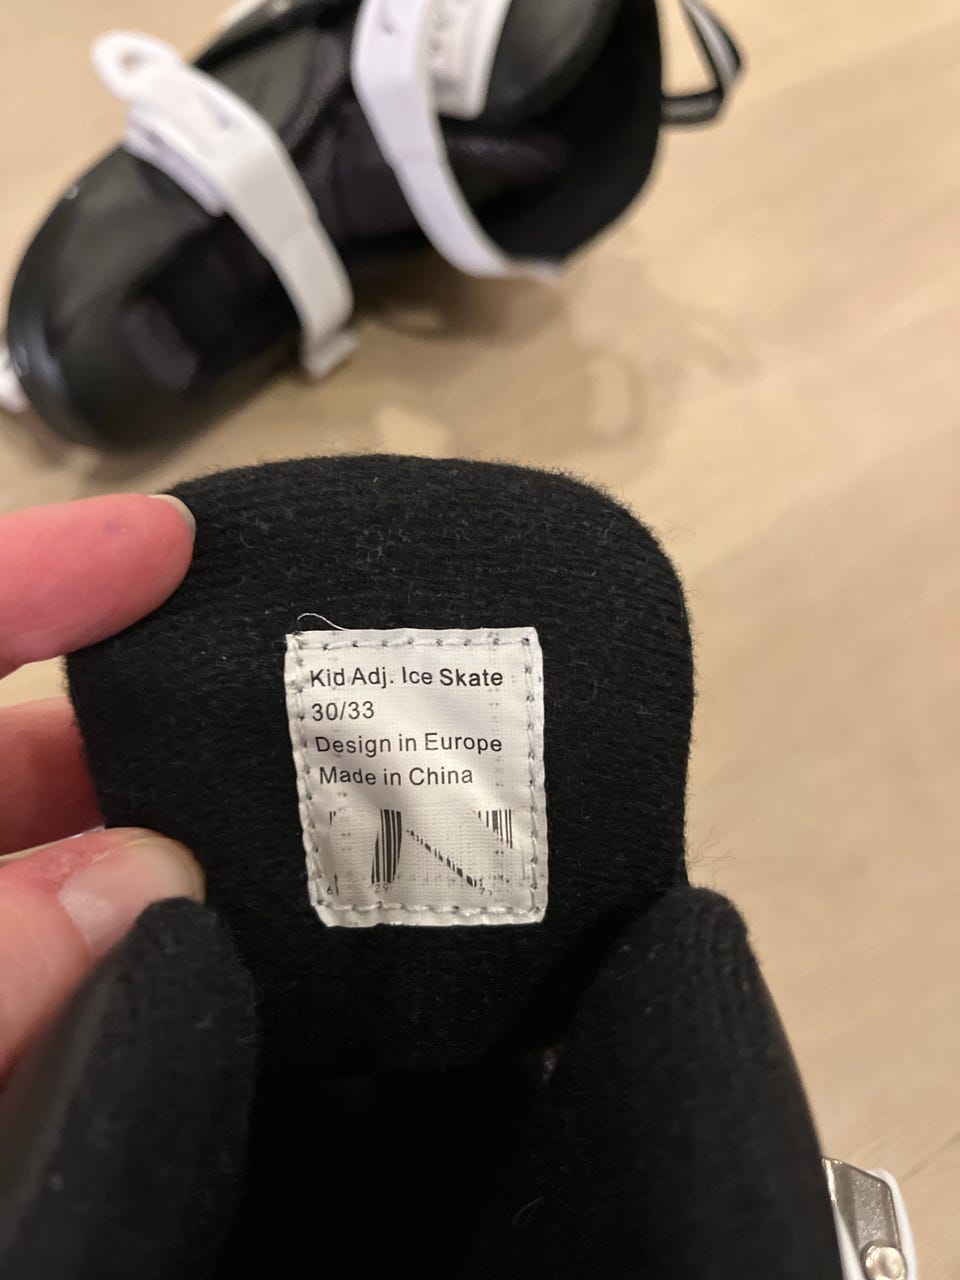 Kid Adj. Ice Skate
30/33
Design in Europe
Made in China